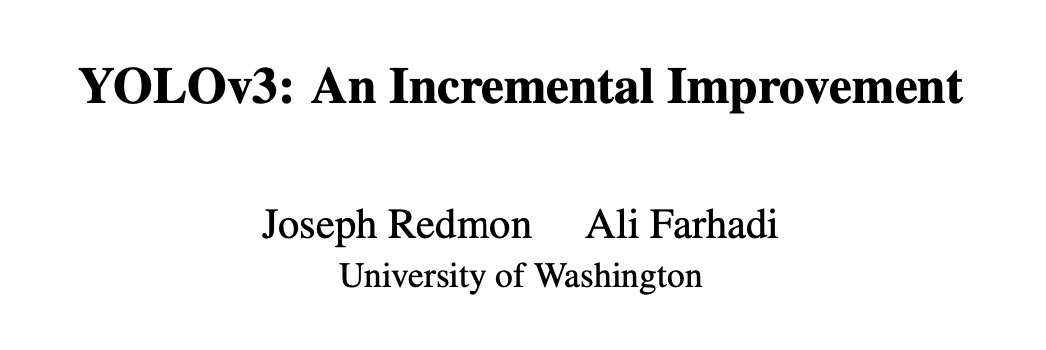 YOLOv3: An Incremental Improvement
Joseph Redmon Ali Farhadi
University of Washington